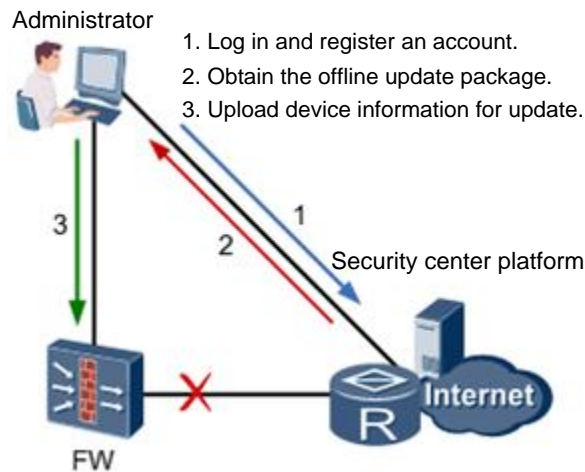 Administrator
1. Log in and register an account.
2. Obtain the offline update package.
3. Upload device information for update.
1
2
3
Security center platform
Internet
R
FW